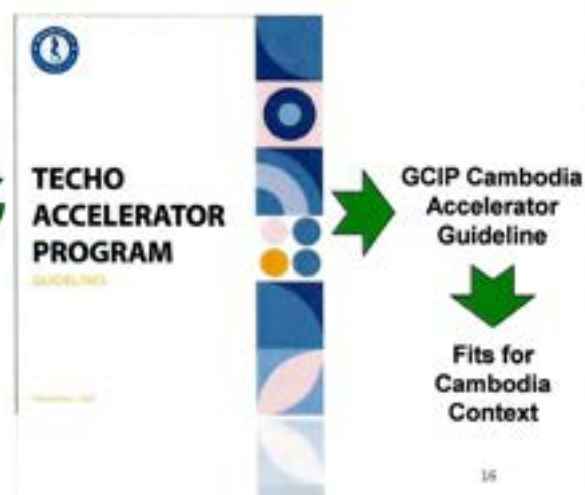 TECHO
ACCELERATOR
PROGRAM
GUIDELINES
GCIP Cambodia
Accelerator
Guideline
Fits for
Cambodia
Context
16